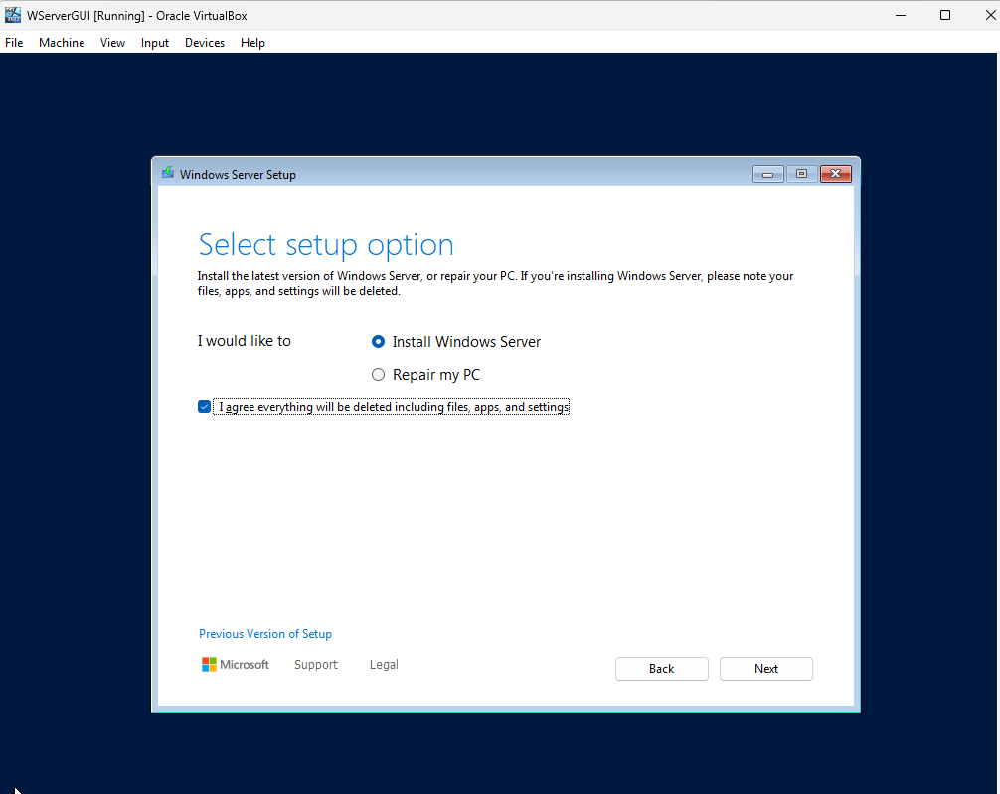 WServerGUI [Running] - Oracle VirtualBox
File Machine View Input Devices Help
Windows Server Setup
Select setup option
Install the latest version of Windows Server, or repair your PC. If you're installing Windows Server, please note your
files, apps, and settings will be deleted.
I would like to
Install Windows Server
Repair my PC
I agree everything will be deleted including files, apps, and settings
Previous Version of Setup
Microsoft Support Legal
Back Next